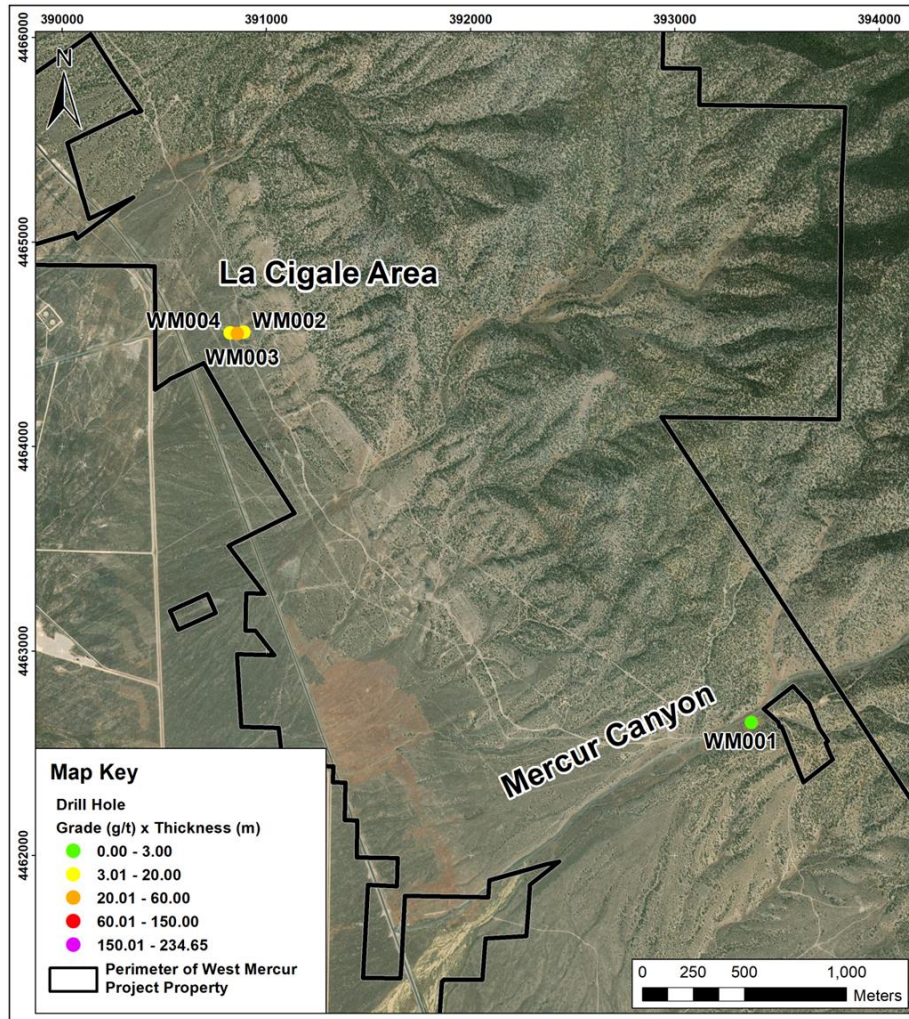 390000 391000 392000 393000 394000
4466000
N
4465000
La Cigale Area
WM004 WM002
WM003
4464000
4463000
Mercur Canyon
WM001
4462000
Map Key
Drill Hole
Grade (g/t) x Thickness (m)
0.00 - 3.00
3.01 - 20.00
20.01 - 60.00
60.01 - 150.00
150.01 - 234.65
Perimeter of West Mercur
Project Property
0 250 500 1,000
Meters